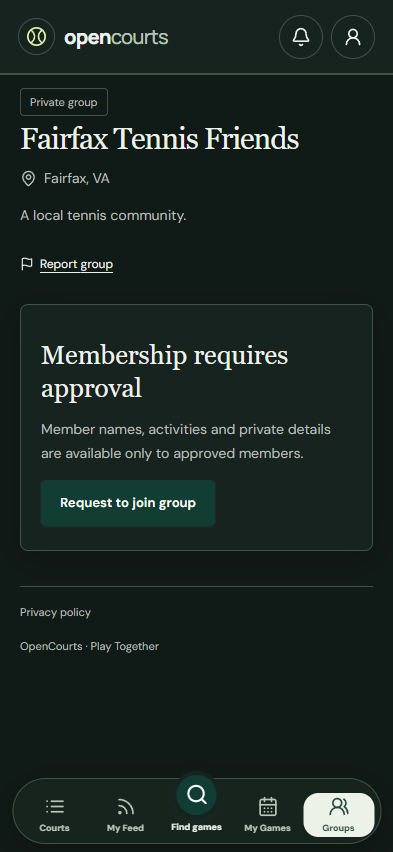 opencourts
Private group
Fairfax Tennis Friends
Fairfax, VA
A local tennis community.
Report group
Membership requires
approval
Member names, activities and private details
are available only to approved members.
Request to join group
Privacy policy
OpenCourts · Play Together
Courts
My Feed
Find games
My Games
Groups